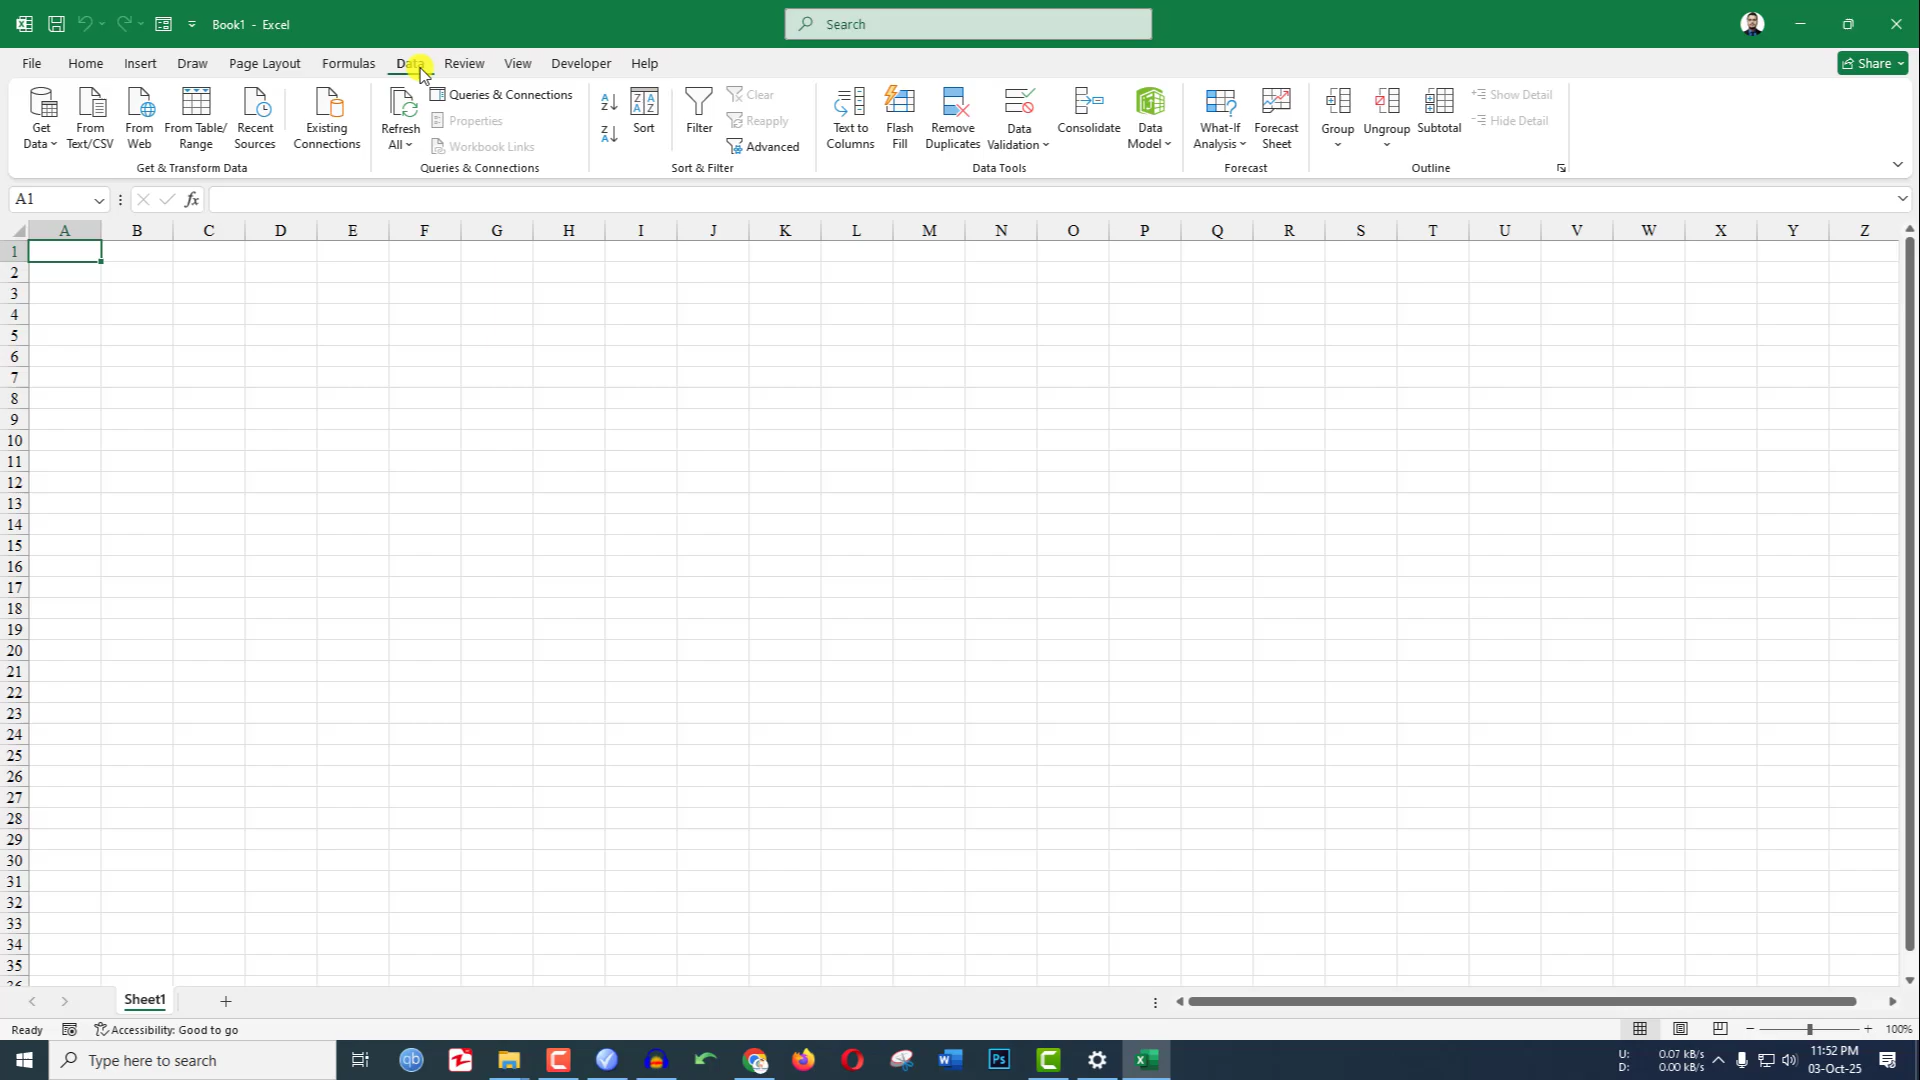 Book1 - Excel
Search
File Home Insert Draw Page Layout Formulas Data Review View Developer Help
Share
Get Data
From Text/CSV
From Web
From Table/ Range
Recent Sources
Existing Connections
Get & Transform Data
Refresh All
Queries & Connections
Properties
Workbook Links
Queries & Connections
Sort
Filter
Clear
Reapply
Advanced
Sort & Filter
Text to Columns
Flash Fill
Remove Duplicates
Data Validation
Consolidate
Data Model
Data Tools
What-If Analysis
Forecast Sheet
Forecast
Group
Ungroup
Subtotal
Show Detail
Hide Detail
Outline
A1
fx
A B C D E F G H I J K L M N O P Q R S T U V W X Y Z
1
2
3
4
5
6
7
8
9
10
11
12
13
14
15
16
17
18
19
20
21
22
23
24
25
26
27
28
29
30
31
32
33
34
35
36
Sheet1
Ready
Accessibility: Good to go
100%
Type here to search
U: 0.07 kB/s
D: 0.00 kB/s
11:52 PM
03-Oct-25